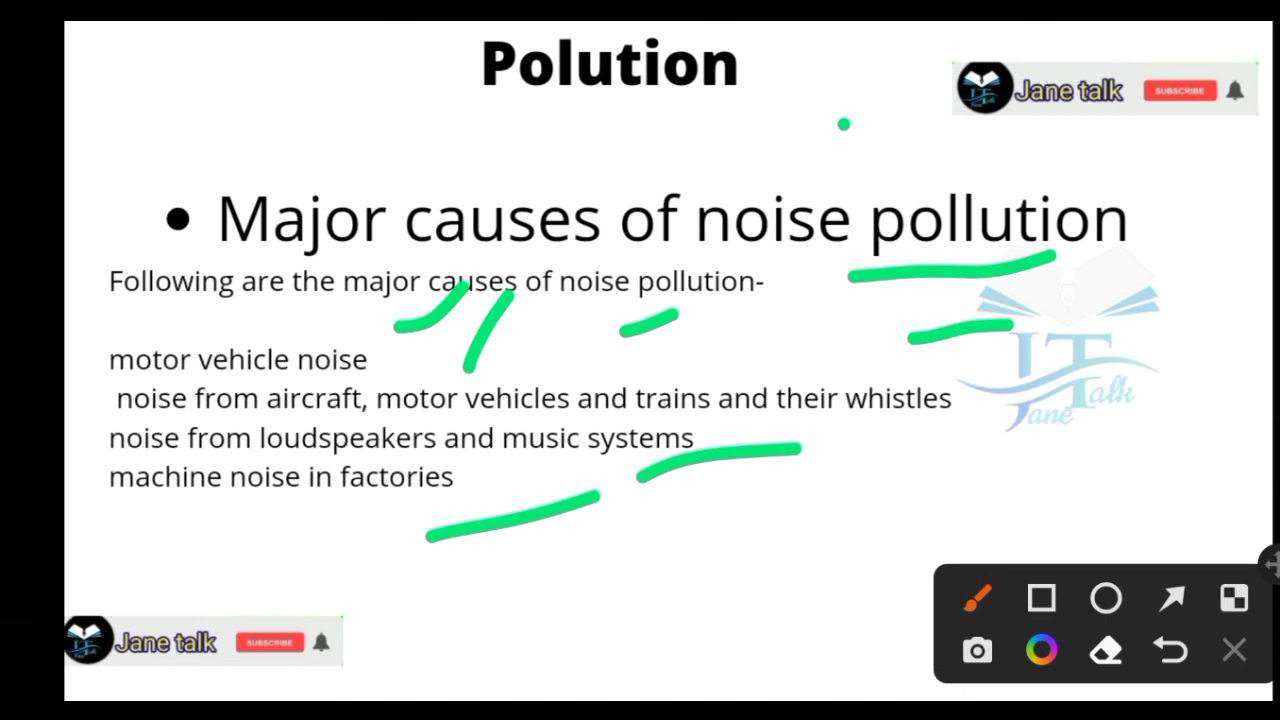 Polution
Jane talk SUBSCRIBE
• Major causes of noise pollution
Following are the major causes of noise pollution-
motor vehicle noise
noise from aircraft, motor vehicles and trains and their whistles
noise from loudspeakers and music systems
machine noise in factories
JT
Jane Talk
Jane talk SUBSCRIBE